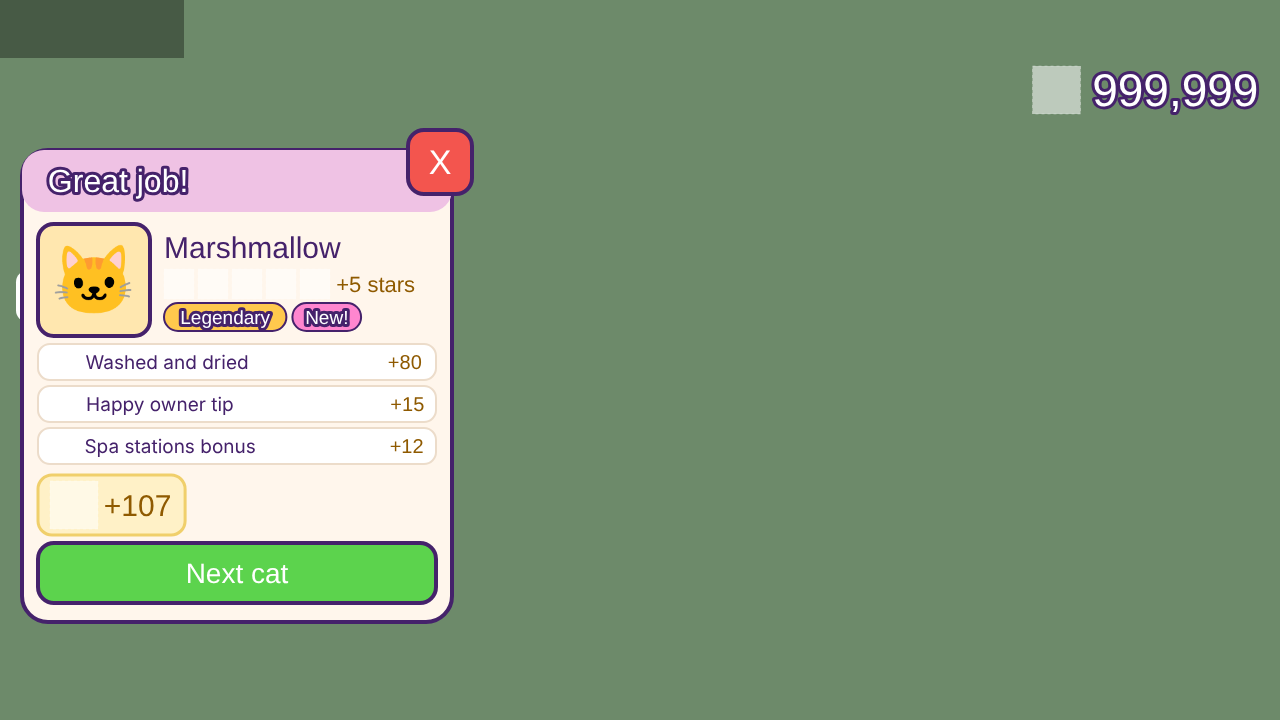 999,999
Great job!
X
Marshmallow
+5 stars
Legendary
New!
Washed and dried +80
Happy owner tip +15
Spa stations bonus +12
+107
Next cat